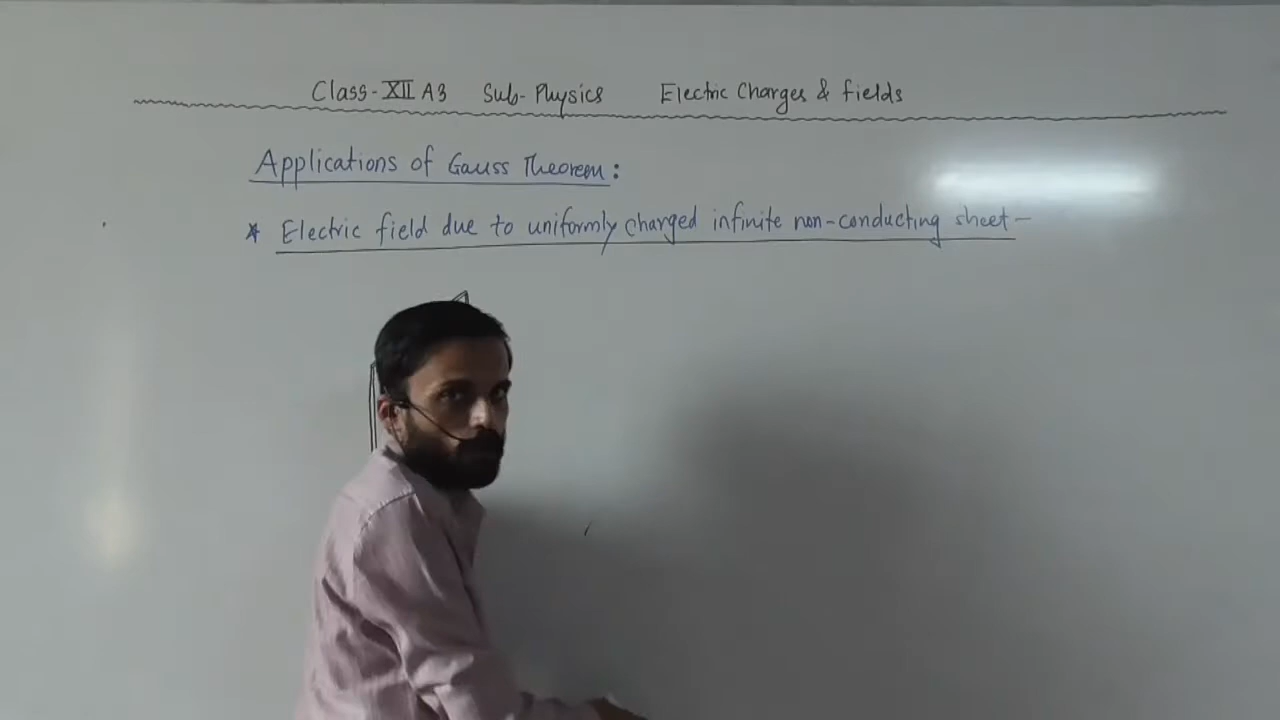 Class-XII A3 Sub-Physics Electric Charges & fields
Applications of Gauss Theorem:
* Electric field due to uniformly charged infinite non-conducting sheet-